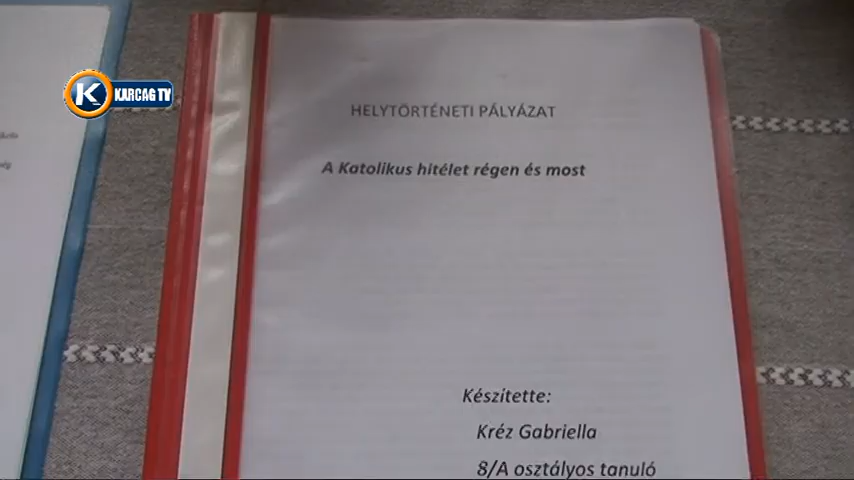 K KARCAG TV
HELYTÖRTÉNETI PÁLYÁZAT
A Katolikus hitélet régen és most
Készítette:
Kréz Gabriella
8/A osztályos tanuló